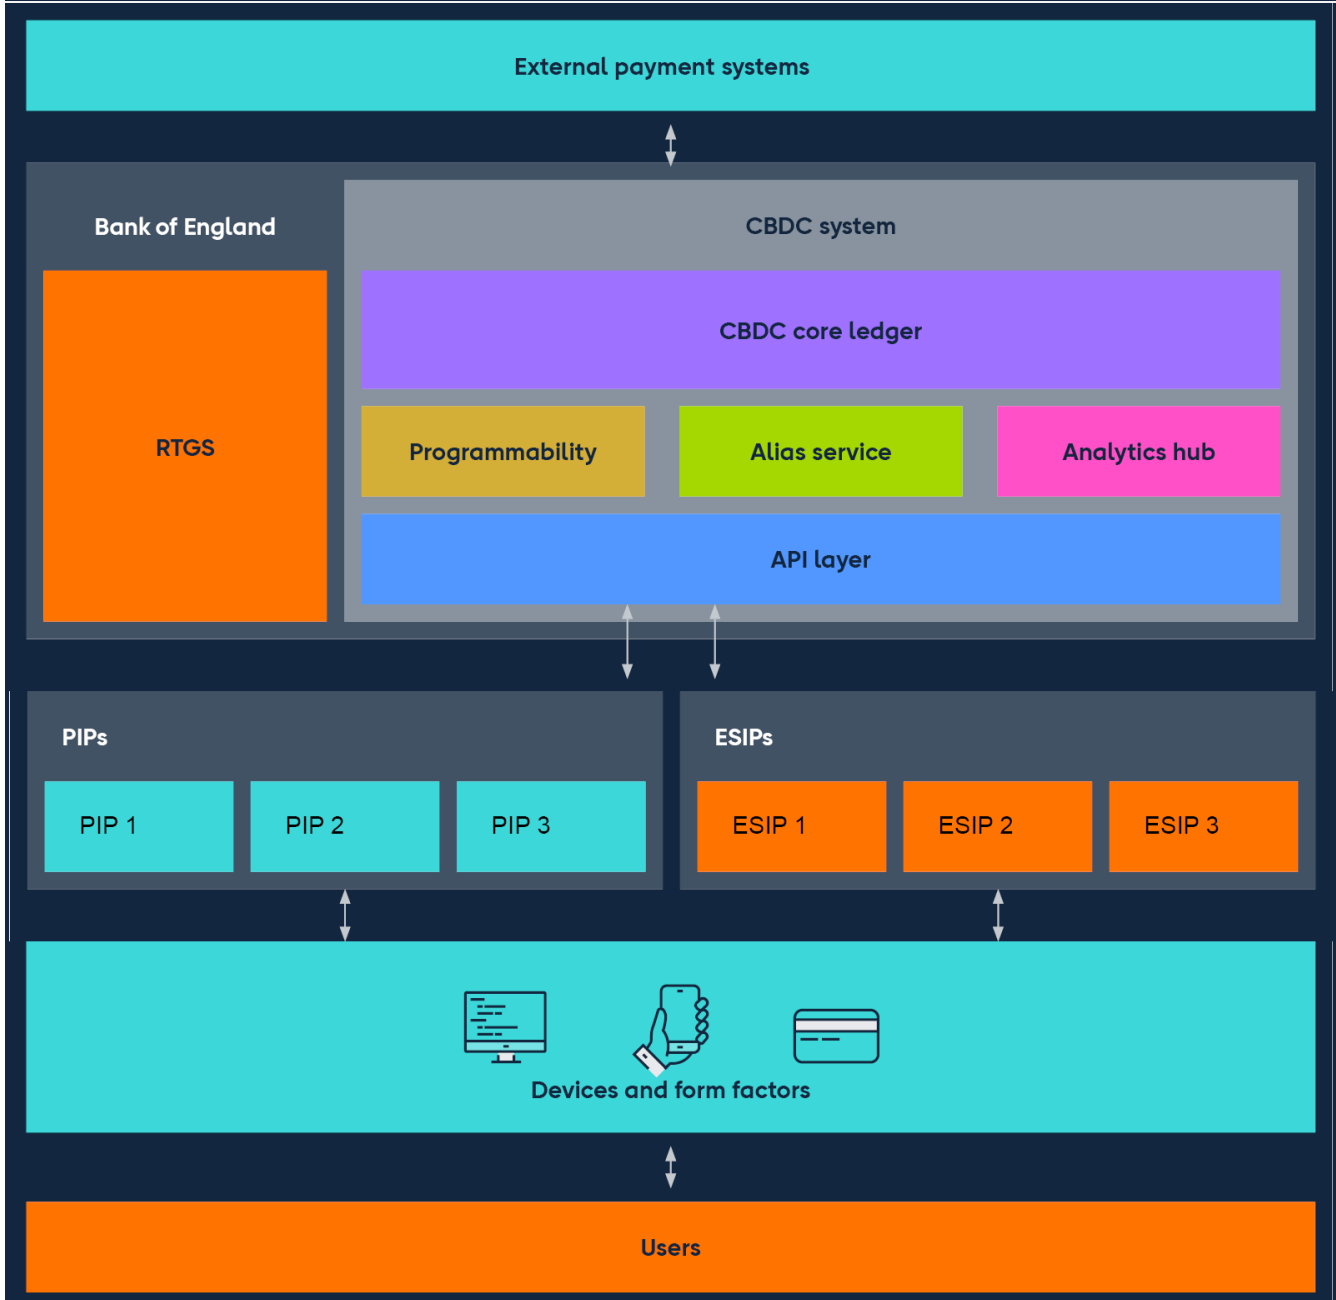 External payment systems
Bank of England
CBDC system
CBDC core ledger
RTGS
Programmability
Alias service
Analytics hub
API layer
PIPs
ESIPs
PIP 1
PIP 2
PIP 3
ESIP 1
ESIP 2
ESIP 3
Devices and form factors
Users